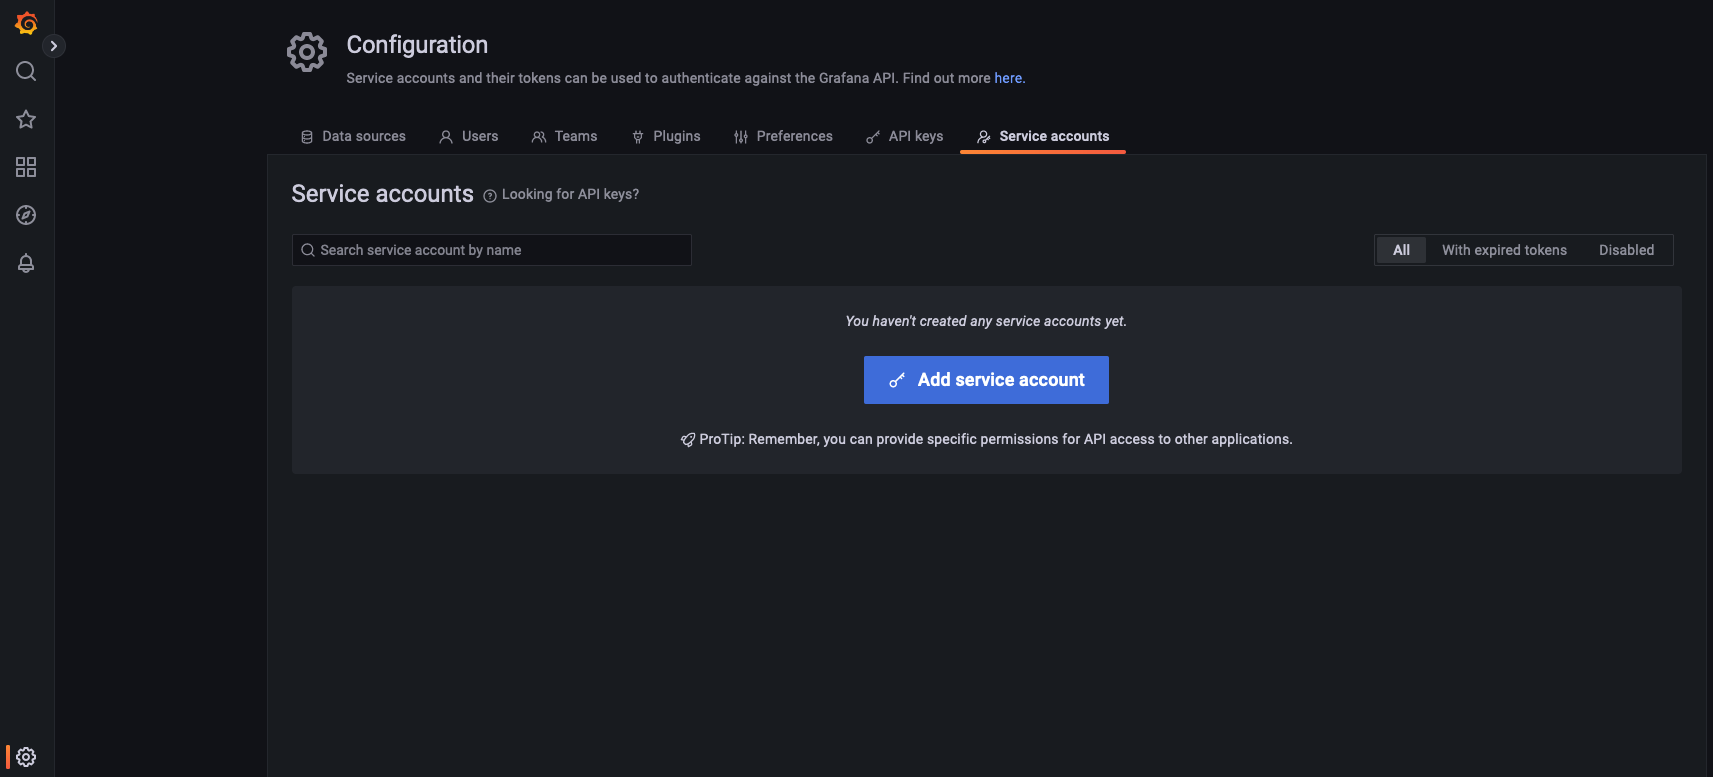 Configuration
Service accounts and their tokens can be used to authenticate against the Grafana API. Find out more here.
Data sources Users Teams Plugins Preferences API keys Service accounts
Service accounts Looking for API keys?
Search service account by name All With expired tokens Disabled
You haven't created any service accounts yet.
Add service account
ProTip: Remember, you can provide specific permissions for API access to other applications.